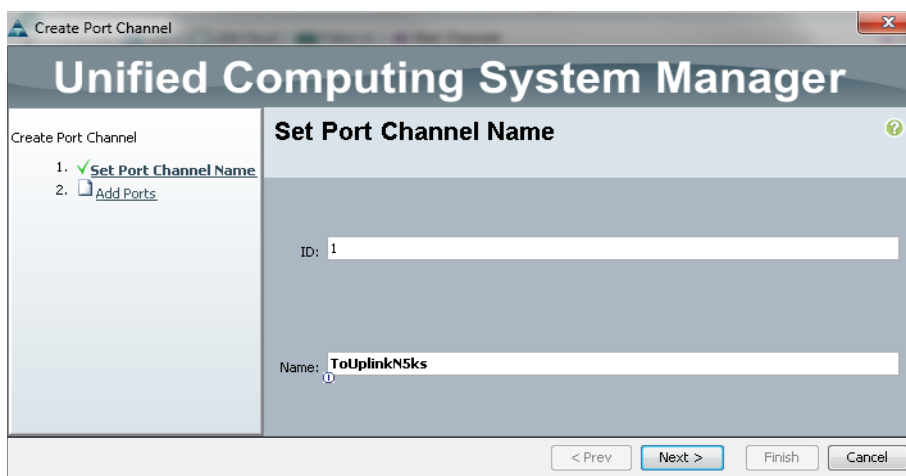 Create Port Channel
Unified Computing System Manager
Create Port Channel
1. Set Port Channel Name
2. Add Ports
Set Port Channel Name
ID: 1
Name: ToUplinkN5ks
< Prev
Next >
Finish
Cancel